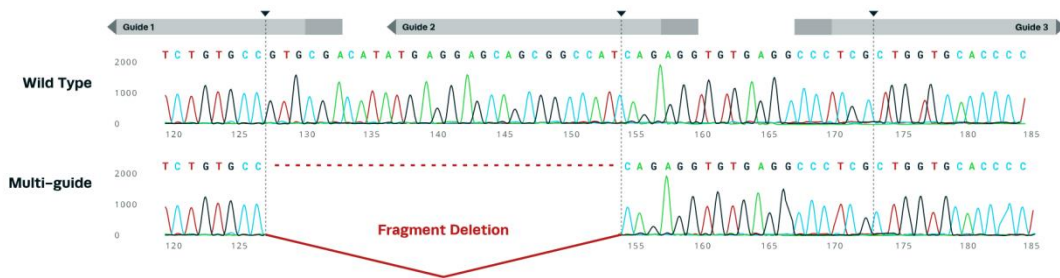 Guide 1 Guide 2 Guide 3
T C T G T G C C G T G C G A C A T A T G A G G A G C A G C G G C C A T C A G A G G T G T G A G G C C C T C G C T G G T G C A C C C C
2000
Wild Type
1000
0
120 125 130 135 140 145 150 155 160 165 170 175 180 185
T C T G T G C C C A G A G G T G T G A G G C C C T C G C T G G T G C A C C C C
2000
Multi-guide
1000
Fragment Deletion
0
120 125 155 160 165 170 175 180 185